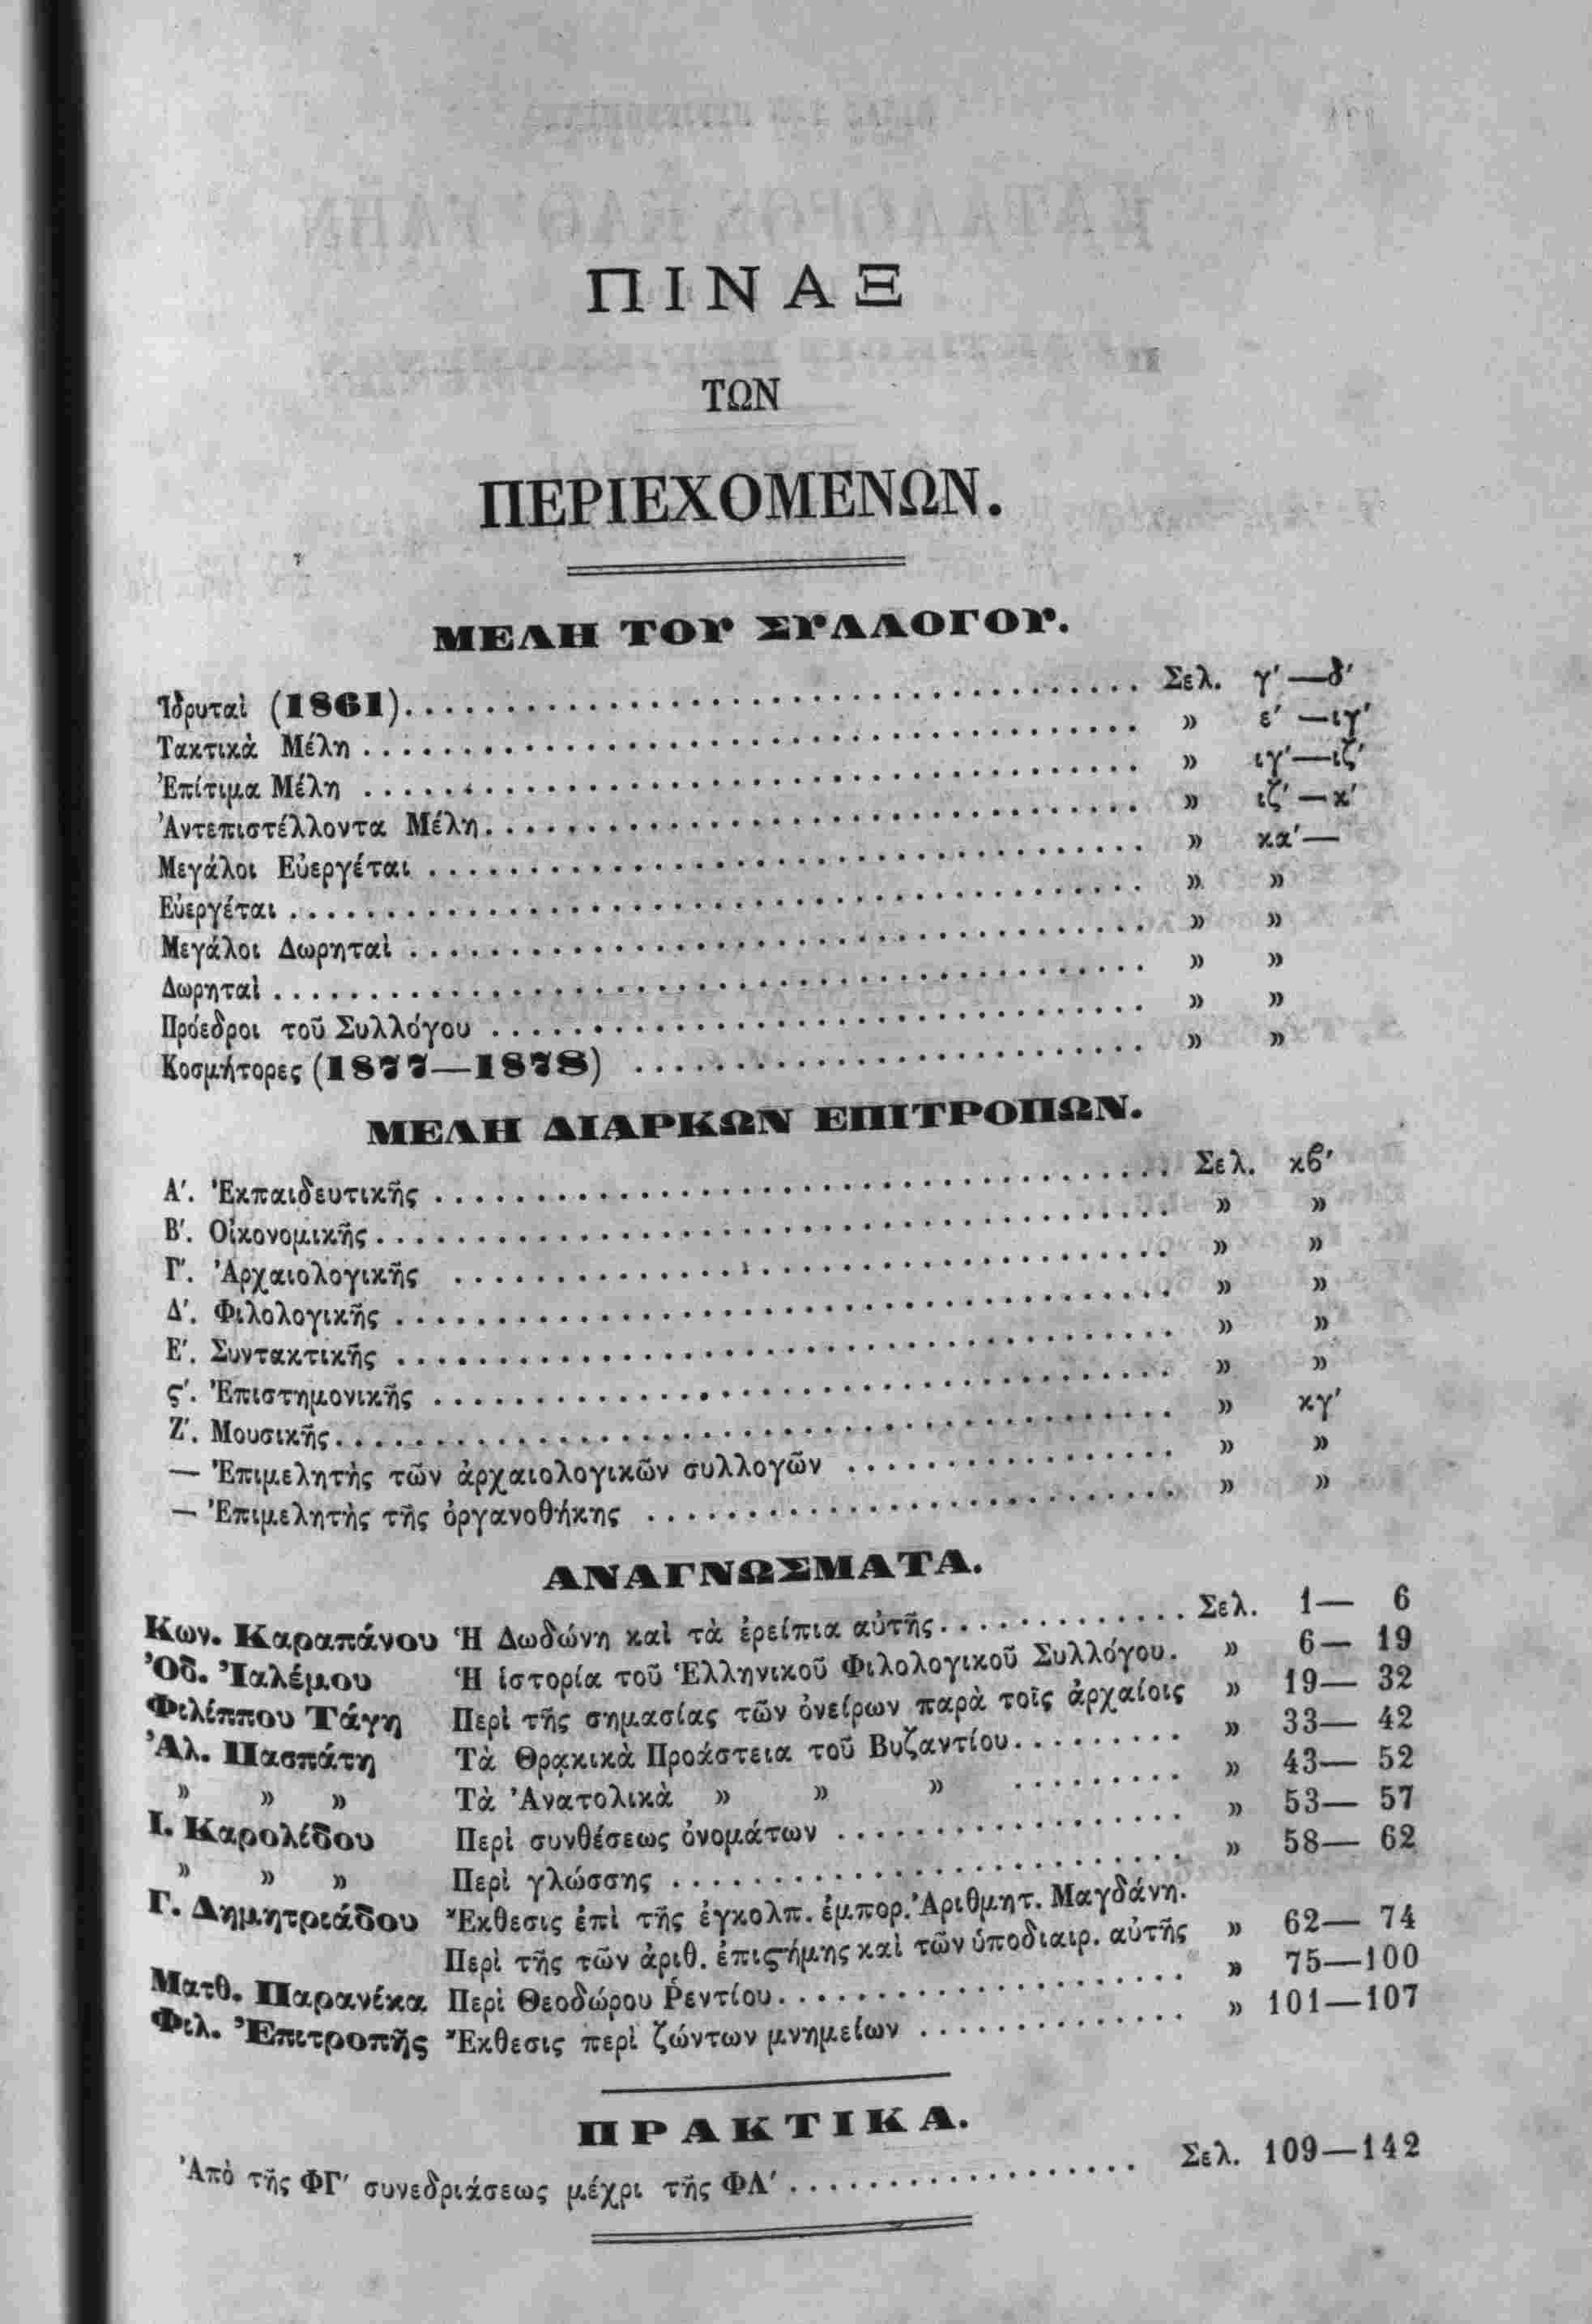 ΠΙΝΑΞ
ΤΩΝ
ΠΕΡΙΕΧΟΜΕΝΩΝ.
ΜΕΛΗ ΤΟΥ ΣΥΛΛΟΓΟΥ.
Ἱδρυταὶ (1861)........ Σελ. γ′—δ′
Τακτικὰ Μέλη ........ » ε′ —ιγ′
Ἐπίτιμα Μέλη ........ » ιγ′—ιζ′
Ἀντεπιστέλλοντα Μέλη........ » ιζ′—κ′
Μεγάλοι Εὐεργέται ........ » κα′—
Εὐεργέται ........ » »
Μεγάλοι Δωρηταὶ ........ » »
Δωρηταὶ ........ » »
Πρόεδροι τοῦ Συλλόγου ........ » »
Κοσμήτορες (1877—1878) ........ » »
ΜΕΛΗ ΔΙΑΡΚΩΝ ΕΠΙΤΡΟΠΩΝ.
Α′. Ἐκπαιδευτικῆς ........ Σελ. κϐ′
Β′. Οἰκονομικῆς ........ » »
Γ′. Ἀρχαιολογικῆς ........ » »
Δ′. Φιλολογικῆς ........ » »
Ε′. Συντακτικῆς ........ » »
ς′. Ἐπιστημονικῆς ........ » »
Ζ′. Μουσικῆς ........ » κγ′
— Ἐπιμελητὴς τῶν ἀρχαιολογικῶν συλλογῶν ........ » »
— Ἐπιμελητὴς τῆς ὀργανοθήκης ........ » »
ΑΝΑΓΝΩΣΜΑΤΑ.
Κων. Καραπάνου Ἡ Δωδώνη καὶ τὰ ἐρείπια αὐτῆς ........ Σελ. 1— 6
Ὀδ. Ἰαλέμου Ἡ ἱστορία τοῦ Ἑλληνικοῦ Φιλολογικοῦ Συλλόγου. » 6— 19
Φιλίππου Τάγη Περὶ τῆς σημασίας τῶν ὀνείρων παρὰ τοῖς ἀρχαίοις » 19— 32
Ἀλ. Πασπάτη Τὰ Θρᾳκικὰ Προάστεια τοῦ Βυζαντίου ........ » 33— 42
» » » Τὰ Ἀνατολικὰ » » » ........ » 43— 52
Ι. Καρολίδου Περὶ συνθέσεως ὀνομάτων ........ » 53— 57
» » » Περὶ γλώσσης ........ » 58— 62
Γ. Δημητριάδου Ἔκθεσις ἐπὶ τῆς ἐγκολπ. ἐμπορ. Ἀριθμητ. Μαγδάνη.
Περὶ τῆς τῶν ἀριθ. ἐπιςήμης καὶ τῶν ὑποδιαιρ. αὐτῆς » 62— 74
Ματθ. Παρανίκα Περὶ Θεοδώρου Ῥεντίου ........ » 75—100
Φιλ. Ἐπιτροπῆς Ἔκθεσις περὶ ζώντων μνημείων ........ » 101—107
ΠΡΑΚΤΙΚΑ.
Ἀπὸ τῆς ΦΓ′ συνεδριάσεως μέχρι τῆς ΦΛ′ ........ Σελ. 109—142